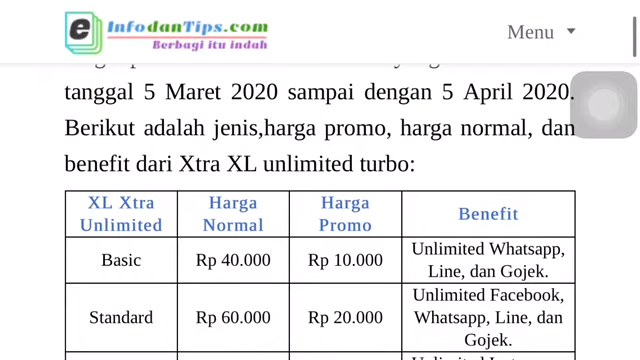 e InfodanTips.com
Berbagi itu indah
Menu
tanggal 5 Maret 2020 sampai dengan 5 April 2020.
Berikut adalah jenis,harga promo, harga normal, dan
benefit dari Xtra XL unlimited turbo:
XL Xtra
Unlimited
Harga
Normal
Harga
Promo
Benefit
Basic
Rp 40.000
Rp 10.000
Unlimited Whatsapp,
Line, dan Gojek.
Standard
Rp 60.000
Rp 20.000
Unlimited Facebook,
Whatsapp, Line, dan
Gojek.